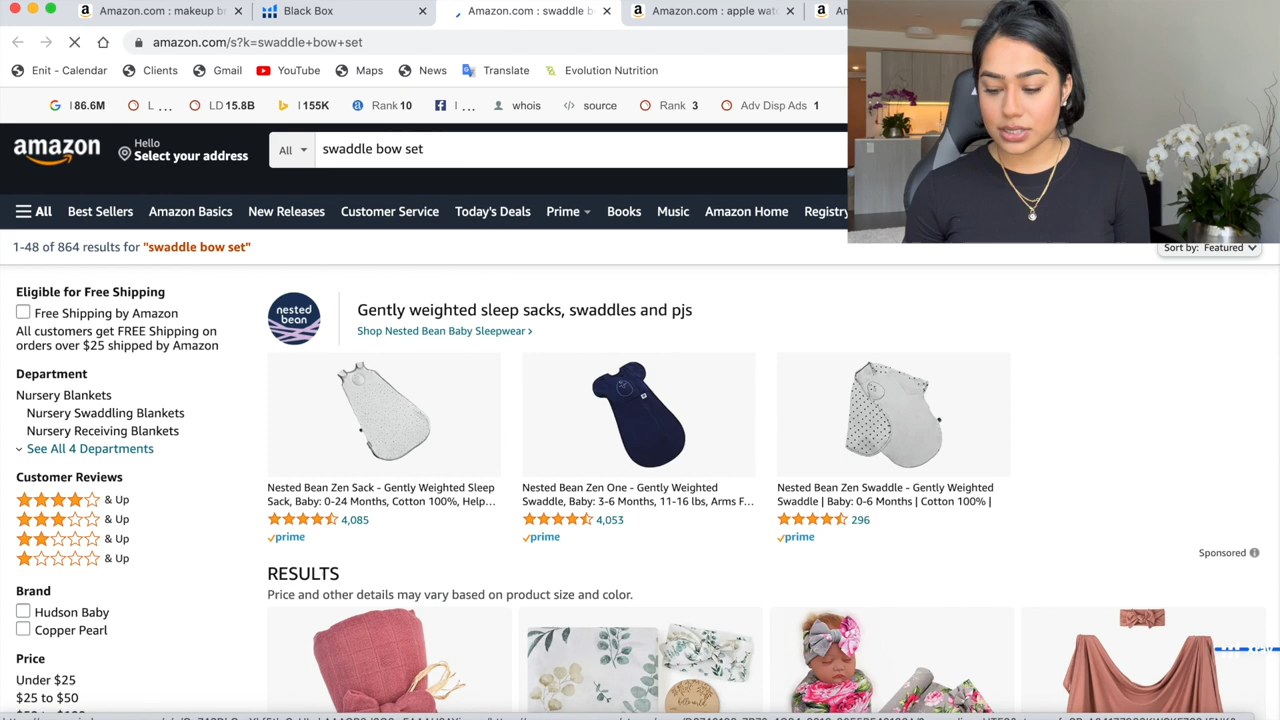 Amazon.com : makeup b
Black Box
Amazon.com : swaddle b
Amazon.com : apple wat
amazon.com/s?k=swaddle+bow+set
Enit - Calendar
Clients
Gmail
YouTube
Maps
News
Translate
Evolution Nutrition
I 86.6M
L ...
LD 15.8B
I 155K
Rank 10
I ...
whois
source
Rank 3
Adv Disp Ads 1
amazon
Hello
Select your address
All
swaddle bow set
All
Best Sellers
Amazon Basics
New Releases
Customer Service
Today's Deals
Prime
Books
Music
Amazon Home
Registry
1-48 of 864 results for "swaddle bow set"
Sort by: Featured
Eligible for Free Shipping
Free Shipping by Amazon
All customers get FREE Shipping on
orders over $25 shipped by Amazon
Department
Nursery Blankets
Nursery Swaddling Blankets
Nursery Receiving Blankets
See All 4 Departments
Customer Reviews
& Up
& Up
& Up
& Up
Brand
Hudson Baby
Copper Pearl
Price
Under $25
$25 to $50
nested
bean
Gently weighted sleep sacks, swaddles and pjs
Shop Nested Bean Baby Sleepwear ›
Nested Bean Zen Sack - Gently Weighted Sleep
Sack, Baby: 0-24 Months, Cotton 100%, Help...
4,085
prime
Nested Bean Zen One - Gently Weighted
Swaddle, Baby: 3-6 Months, 11-16 lbs, Arms F...
4,053
prime
Nested Bean Zen Swaddle - Gently Weighted
Swaddle | Baby: 0-6 Months | Cotton 100% |
296
prime
Sponsored
RESULTS
Price and other details may vary based on product size and color.